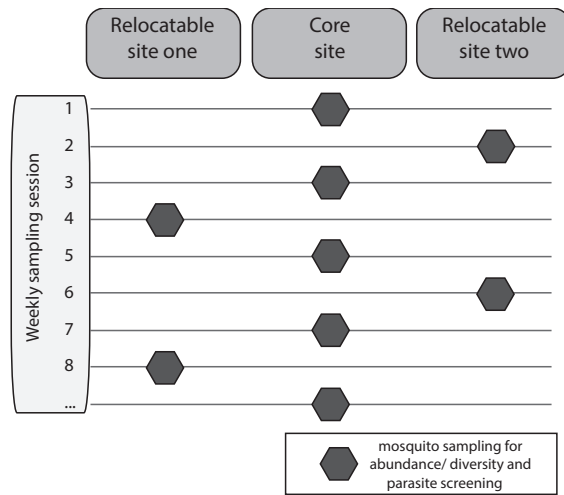 Relocatable
site one
Core
site
Relocatable
site two
Weekly sampling session
1
2
3
4
5
6
7
8
...
mosquito sampling for
abundance/ diversity and
parasite screening